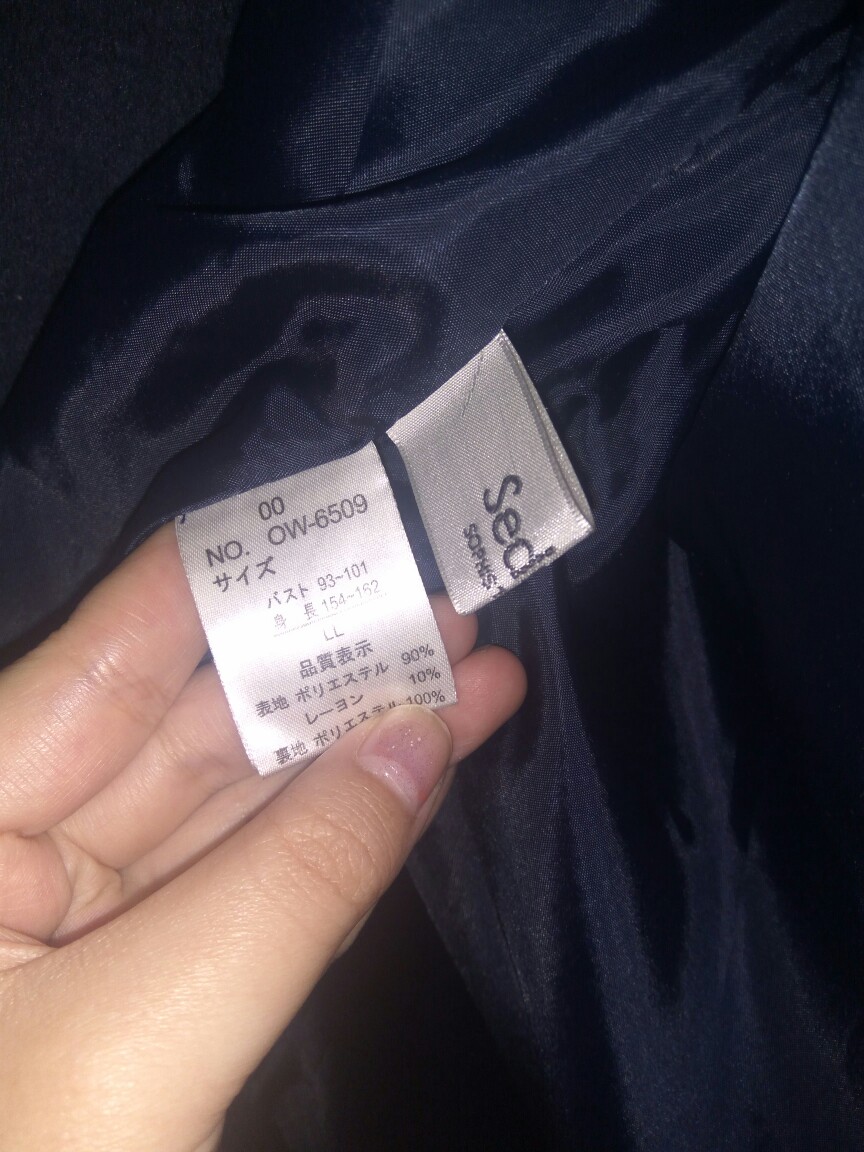 00
NO. OW-6509
サイズ
バスト 93~101
身 長 154~162
LL
品質表示
表地 ポリエステル 90%
レーヨン 10%
裏地 ポリエステル 100%
Sed
SOPHIS